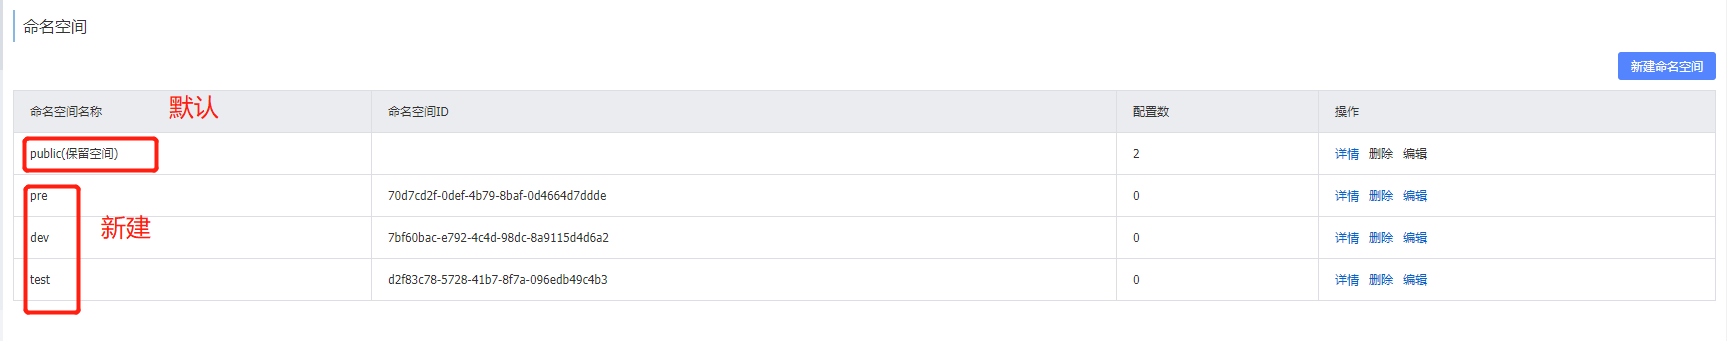 命名空间
新建命名空间
命名空间名称 默认 命名空间ID 配置数 操作
public(保留空间) 2 详情 删除 编辑
pre 70d7cd2f-0def-4b79-8baf-0d4664d7ddde 0 详情 删除 编辑
新建
dev 7bf60bac-e792-4c4d-98dc-8a9115d4d6a2 0 详情 删除 编辑
test d2f83c78-5728-41b7-8f7a-096edb49c4b3 0 详情 删除 编辑